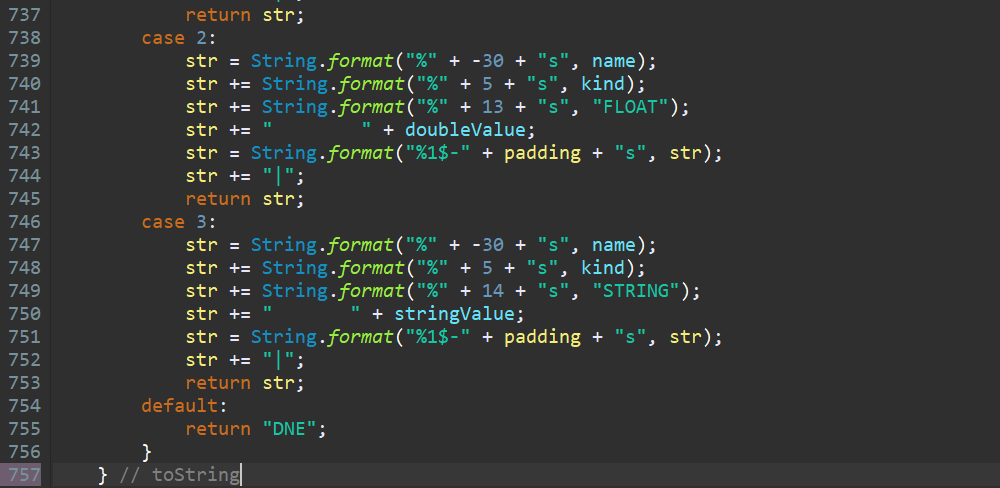 737             return str;
738         case 2:
739             str = String.format("%" + -30 + "s", name);
740             str += String.format("%" + 5 + "s", kind);
741             str += String.format("%" + 13 + "s", "FLOAT");
742             str += "        " + doubleValue;
743             str = String.format("%1$-" + padding + "s", str);
744             str += "|";
745             return str;
746         case 3:
747             str = String.format("%" + -30 + "s", name);
748             str += String.format("%" + 5 + "s", kind);
749             str += String.format("%" + 14 + "s", "STRING");
750             str += "       " + stringValue;
751             str = String.format("%1$-" + padding + "s", str);
752             str += "|";
753             return str;
754         default:
755             return "DNE";
756         }
757     } // toString